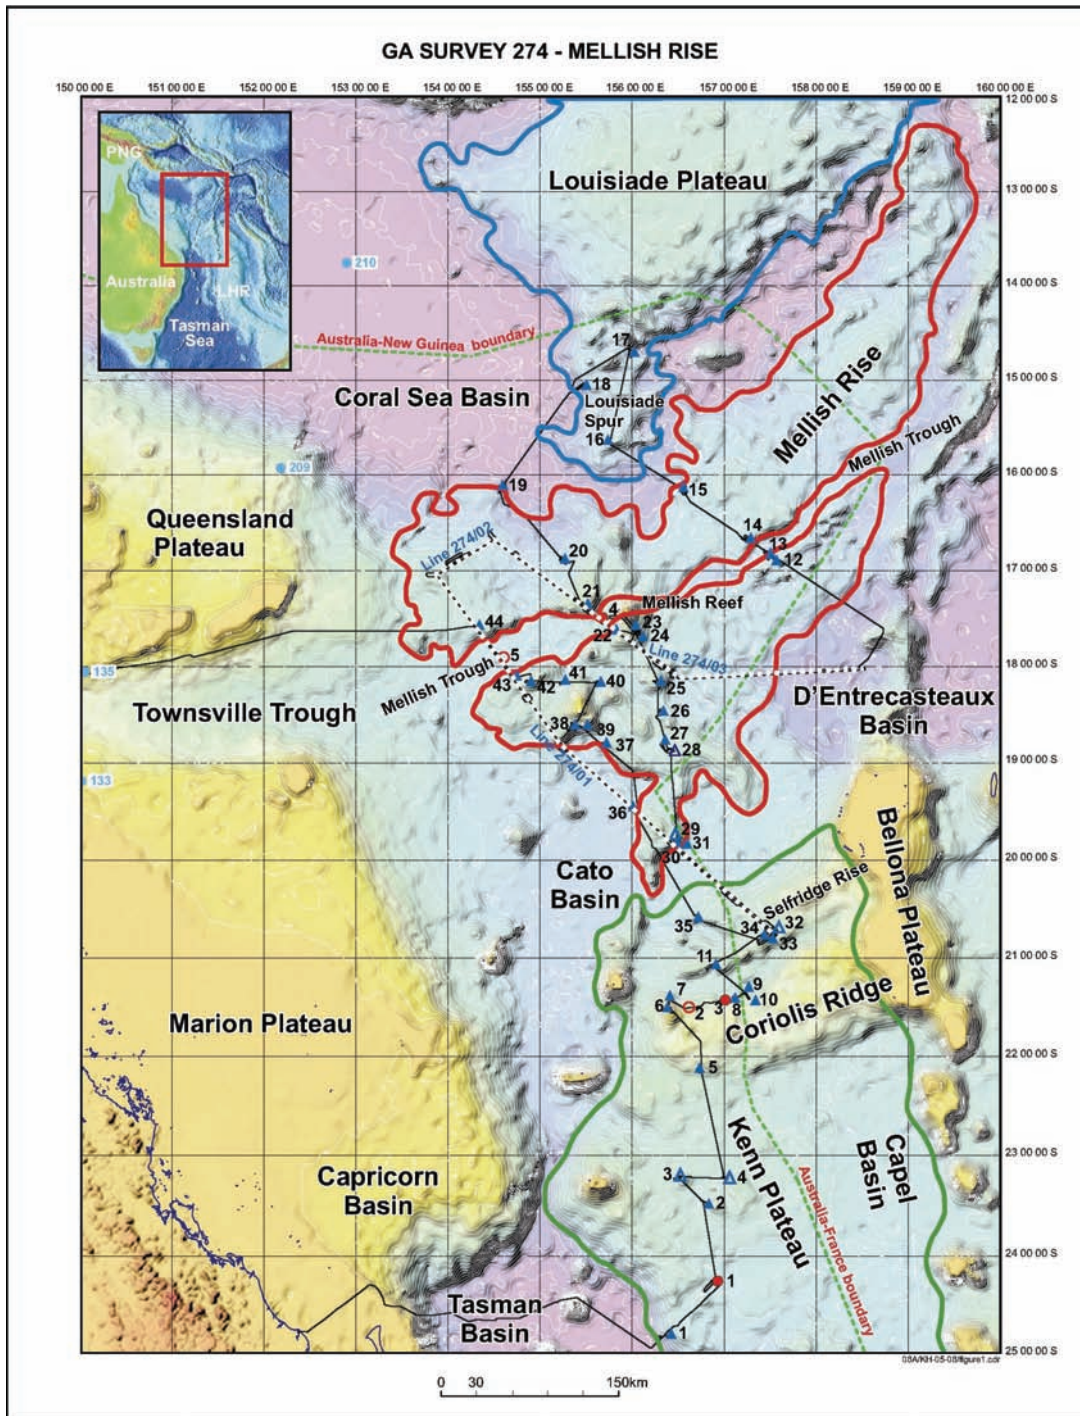 GA SURVEY 274 - MELLISH RISE
150 00 00 E
151 00 00 E
152 00 00 E
153 00 00 E
154 00 00 E
155 00 00 E
156 00 00 E
157 00 00 E
158 00 00 E
159 00 00 E
160 00 00 E
12 00 00 S
PNG
Australia
LHR
Tasman
Sea
Louisiade Plateau
13 00 00 S
210
14 00 00 S
Australia-New Guinea boundary
17
15 00 00 S
Coral Sea Basin
18
Louisiade
Spur
16
Mellish Rise
Mellish Trough
209
16 00 00 S
19
15
Queensland
Plateau
Line 274/02
14
13
12
20
17 00 00 S
21
4
Mellish Reef
44
22
23
24
Line 274/03
5
135
18 00 00 S
Mellish Trough
43
42
41
40
25
Townsville Trough
D'Entrecasteaux
Basin
26
38
39
37
27
28
Line 274/01
133
19 00 00 S
36
29
31
30
20 00 00 S
Cato
Basin
Bellona Plateau
Selfridge Rise
35
34
32
33
11
21 00 00 S
7
9
6
2
3
8
10
Coriolis Ridge
Marion Plateau
22 00 00 S
5
Kenn Plateau
Capel
Basin
Capricorn
Basin
3
4
23 00 00 S
2
Australia-France boundary
24 00 00 S
1
Tasman
Basin
1
25 00 00 S
08A/KH-05-08/figure1.cdr
0 30 150km